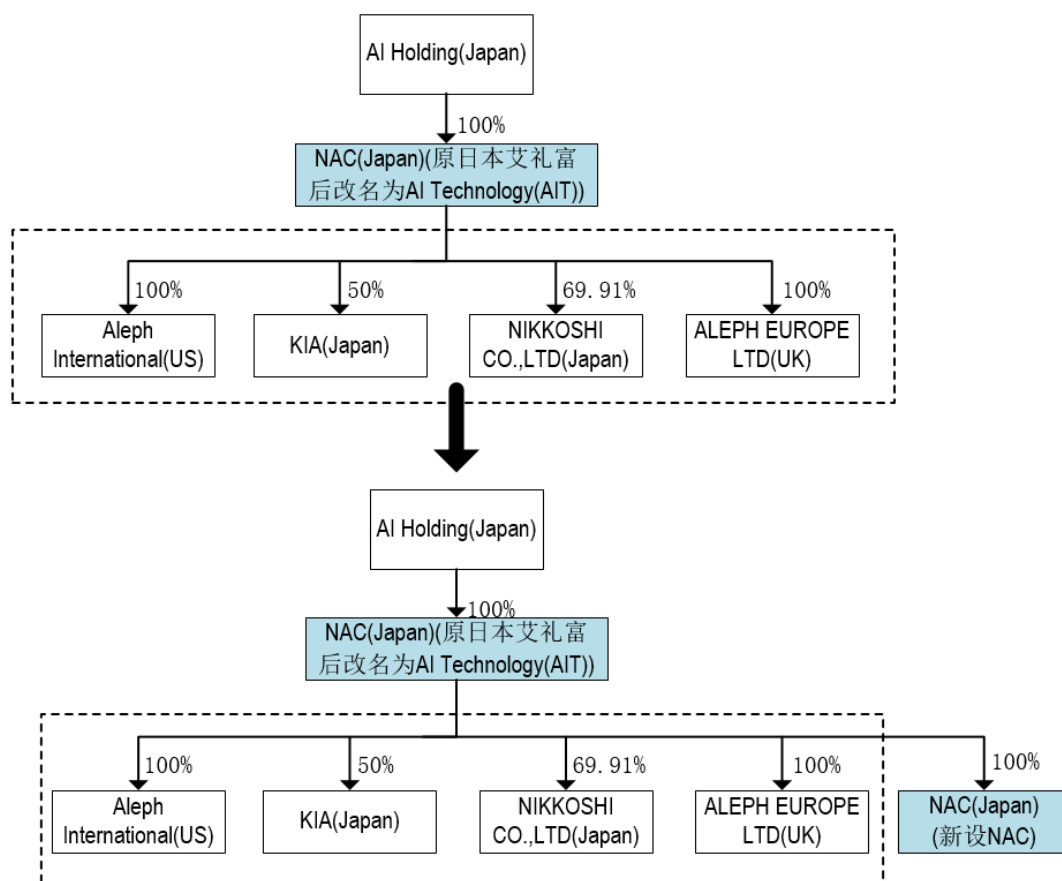 AI Holding(Japan)
100%
NAC(Japan)(原日本艾礼富
后改名为AI Technology(AIT))
100%
50%
69.91%
100%
Aleph
International(US)
KIA(Japan)
NIKKOSHI
CO.,LTD(Japan)
ALEPH EUROPE
LTD(UK)
AI Holding(Japan)
100%
NAC(Japan)(原日本艾礼富
后改名为AI Technology(AIT))
100%
50%
69.91%
100%
100%
Aleph
International(US)
KIA(Japan)
NIKKOSHI
CO.,LTD(Japan)
ALEPH EUROPE
LTD(UK)
NAC(Japan)
(新设NAC)